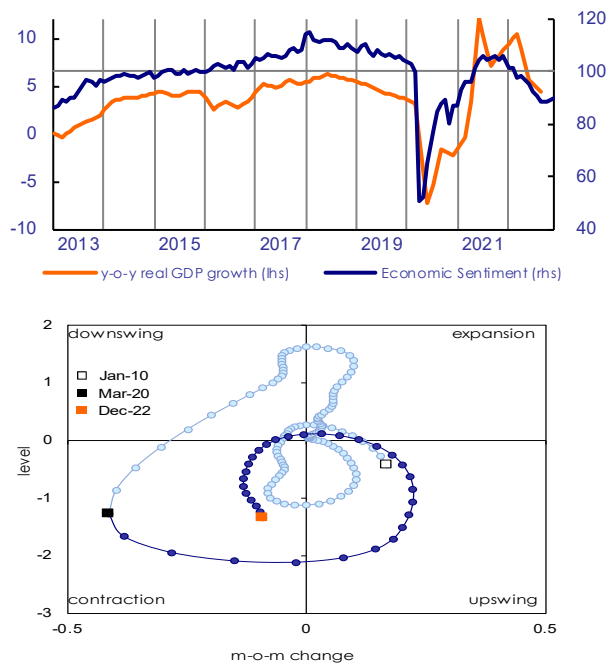 10 120
5 100
0 80
-5 60
-10 40
2013 2015 2017 2019 2021
y-o-y real GDP growth (lhs) Economic Sentiment (rhs)
2
downswing expansion
Jan-10
1
Mar-20
Dec-22
0
level
-1
-2
contraction upswing
-3
-0.5 0 0.5
m-o-m change